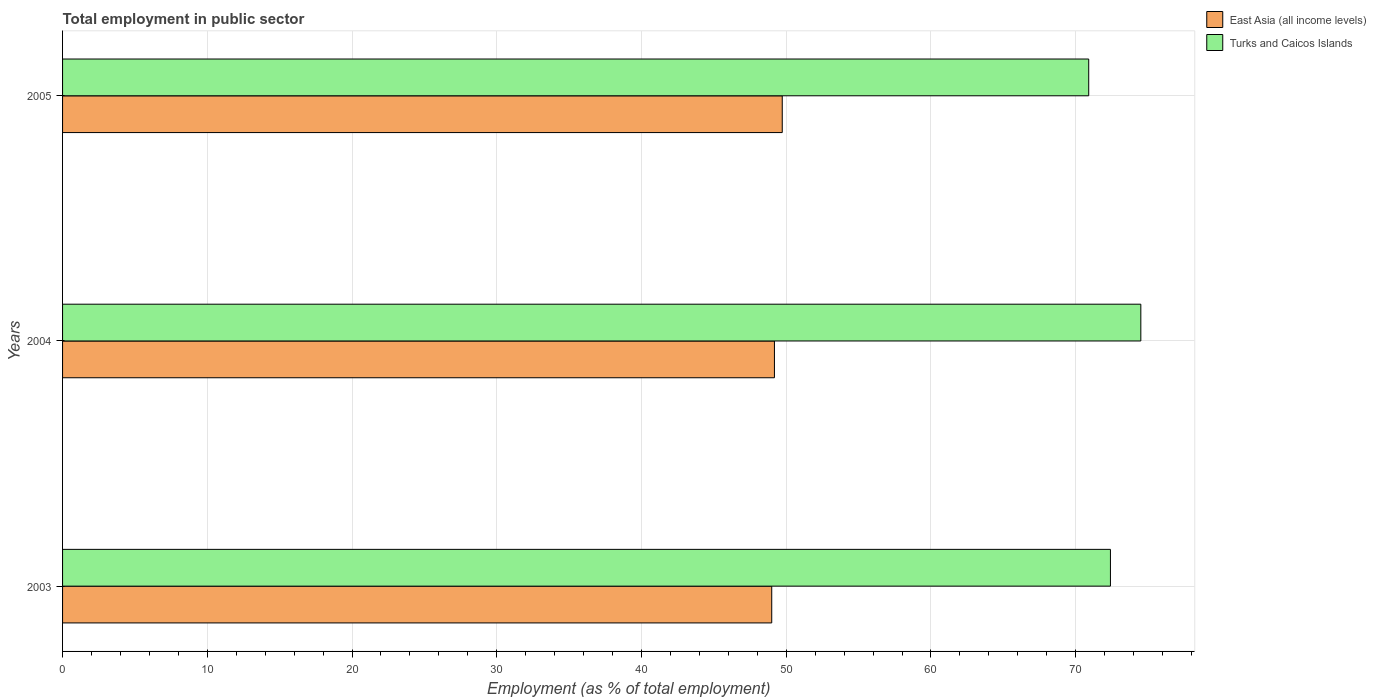 Total employment in public sector
East Asia (all income levels)
Turks and Caicos Islands
2005
2004
2003
Years
0 10 20 30 40 50 60 70
Employment (as % of total employment)